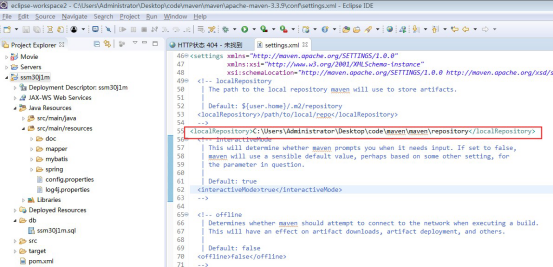 eclipse-workspace2 - C:\Users\Administrator\Desktop\code\maven\maven\apache-maven-3.3.9\conf\settings.xml - Eclipse IDE
File Edit Source Navigate Search Project Run Window Help
Project Explorer
HTTP状态 404 - 未找到
settings.xml
Movie
Servers
ssm30j1m
Deployment Descriptor: ssm30j1m
JAX-WS Web Services
Java Resources
src/main/java
src/main/resources
doc
mapper
mybatis
spring
config.properties
log4j.properties
Libraries
Deployed Resources
db
ssm30j1m.sql
src
target
pom.xml
46 <settings xmlns="http://maven.apache.org/SETTINGS/1.0.0"
47 xmlns:xsi="http://www.w3.org/2001/XMLSchema-instance"
48 xsi:schemaLocation="http://maven.apache.org/SETTINGS/1.0.0 http://maven.apache.org/xsd/s
49 <!-- localRepository
50 | The path to the local repository maven will use to store artifacts.
51 |
52 | Default: ${user.home}/.m2/repository
53 <localRepository>/path/to/local/repo</localRepository>
54 -->
55 <localRepository>C:\Users\Administrator\Desktop\code\maven\maven\repository</localRepository>
56 <!-- interactiveMode
57 | This will determine whether maven prompts you when it needs input. If set to false,
58 | maven will use a sensible default value, perhaps based on some other setting, for
59 | the parameter in question.
60 |
61 | Default: true
62 <interactiveMode>true</interactiveMode>
63 -->
64
65 <!-- offline
66 | Determines whether maven should attempt to connect to the network when executing a build.
67 | This will have an effect on artifact downloads, artifact deployment, and others.
68 |
69 | Default: false
70 <offline>false</offline>
71 -->